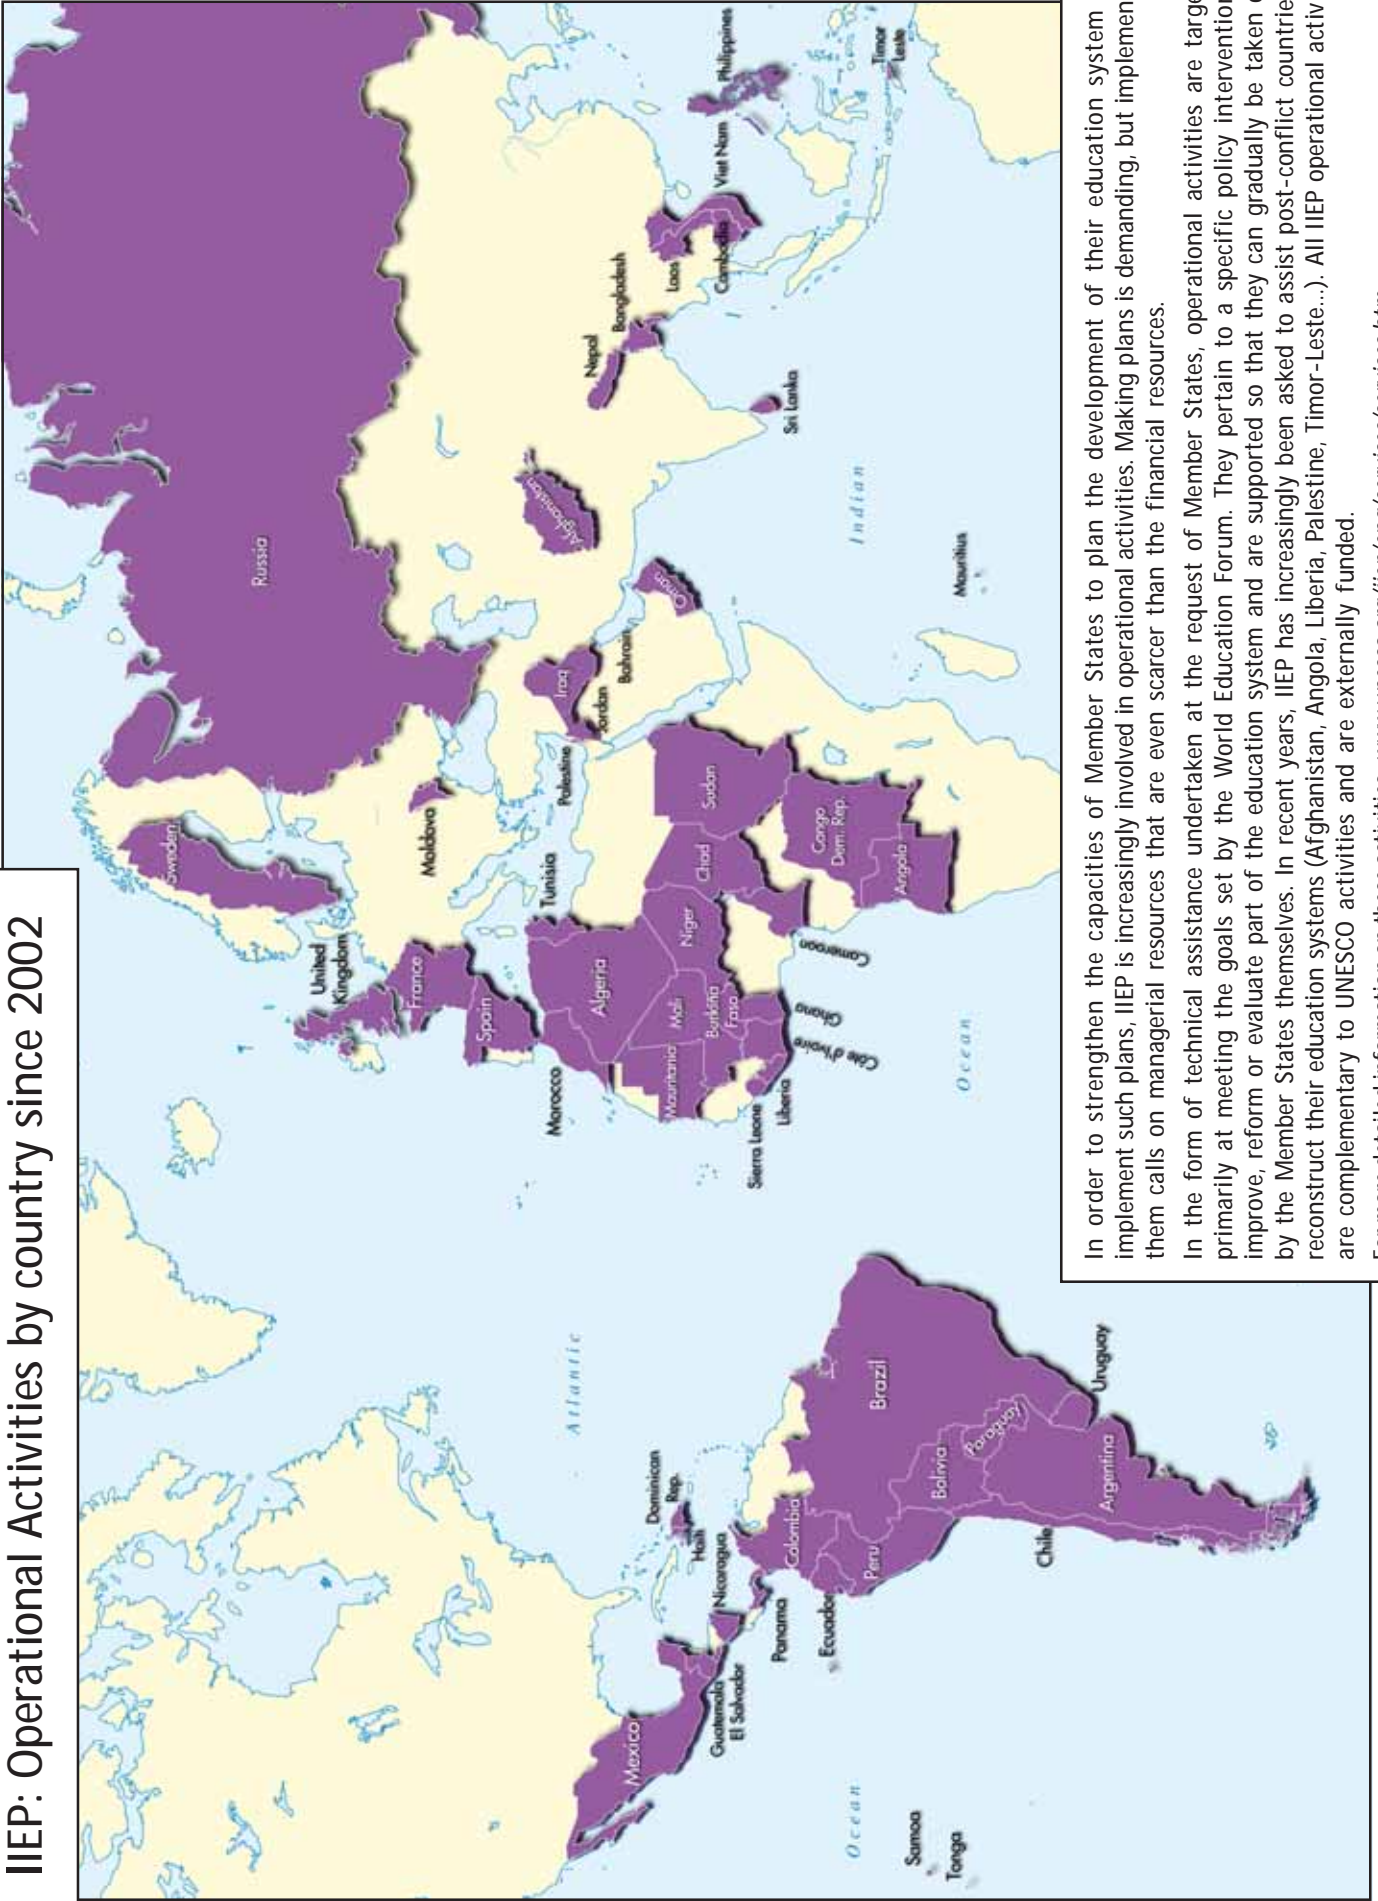 IIEP: Operational Activities by country since 2002
Russia
Sweden
United
Kingdom
France
Spain
Moldova
Morocco
Tunisia
Algeria
Palestine
Jordan
Iraq
Bahrain
Oman
Afghanistan
Nepal
Bangladesh
Laos
Cambodia
Viet Nam
Philippines
Timor
Leste
Sri Lanka
Indian
Mauritius
Mauritania
Mali
Burkina
Faso
Niger
Chad
Sudan
Sierra Leone
Liberia
Côte d'Ivoire
Ghana
Cameroon
Congo
Dem. Rep.
Angola
Ocean
Atlantic
Mexico
Guatemala
El Salvador
Nicaragua
Haiti
Dominican
Rep.
Panama
Ecuador
Colombia
Peru
Brazil
Bolivia
Paraguay
Uruguay
Argentina
Chile
Ocean
Samoa
Tonga
In order to strengthen the capacities of Member States to plan the development of their education system
implement such plans, IIEP is increasingly involved in operational activities. Making plans is demanding, but implemen
them calls on managerial resources that are even scarcer than the financial resources.
In the form of technical assistance undertaken at the request of Member States, operational activities are targe
primarily at meeting the goals set by the World Education Forum. They pertain to a specific policy intervention
improve, reform or evaluate part of the education system and are supported so that they can gradually be taken
by the Member States themselves. In recent years, IIEP has increasingly been asked to assist post-conflict countrie
reconstruct their education systems (Afghanistan, Angola, Liberia, Palestine, Timor-Leste...). All IIEP operational activ
are complementary to UNESCO activities and are externally funded.